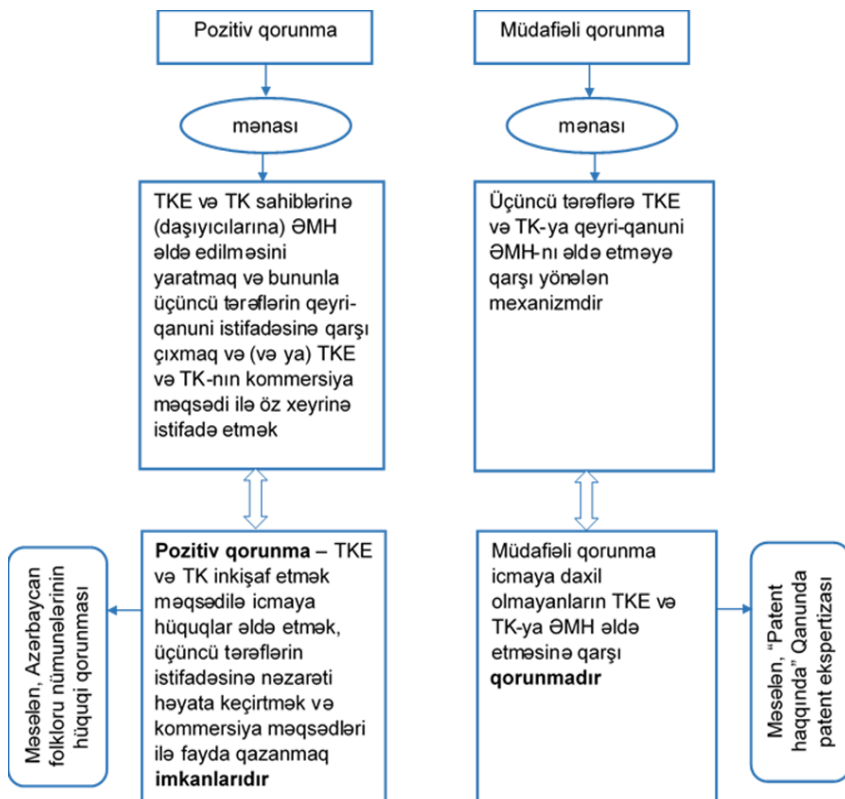 Pozitiv qorunma
mənası
TKE və TK sahiblərinə
(daşıyıcılarına) ƏMH
əldə edilməsini
yaratmaq və bununla
üçüncü tərəflərin qeyri-
qanuni istifadəsinə qarşı
çıxmaq və (və ya) TKE
və TK-nın kommersiya
məqsədi ilə öz xeyrinə
istifadə etmək
Pozitiv qorunma – TKE
və TK inkişaf etmək
məqsədilə icmaya
hüquqlar əldə etmək,
üçüncü tərəflərin
istifadəsinə nəzarəti
həyata keçirtmək və
kommersiya məqsədləri
ilə fayda qazanmaq
imkanlarıdır
Məsələn, Azərbaycan
folkloru nümunələrinin
hüquqi qorunması
Müdafiəli qorunma
mənası
Üçüncü tərəflərə TKE
və TK-ya qeyri-qanuni
ƏMH-nı əldə etməyə
qarşı yönələn
mexanizmdir
Müdafiəli qorunma
icmaya daxil
olmayanların TKE və
TK-ya ƏMH əldə
etməsinə qarşı
qorunmadır
Məsələn, “Patent
haqqında” Qanunda
patent ekspertizası